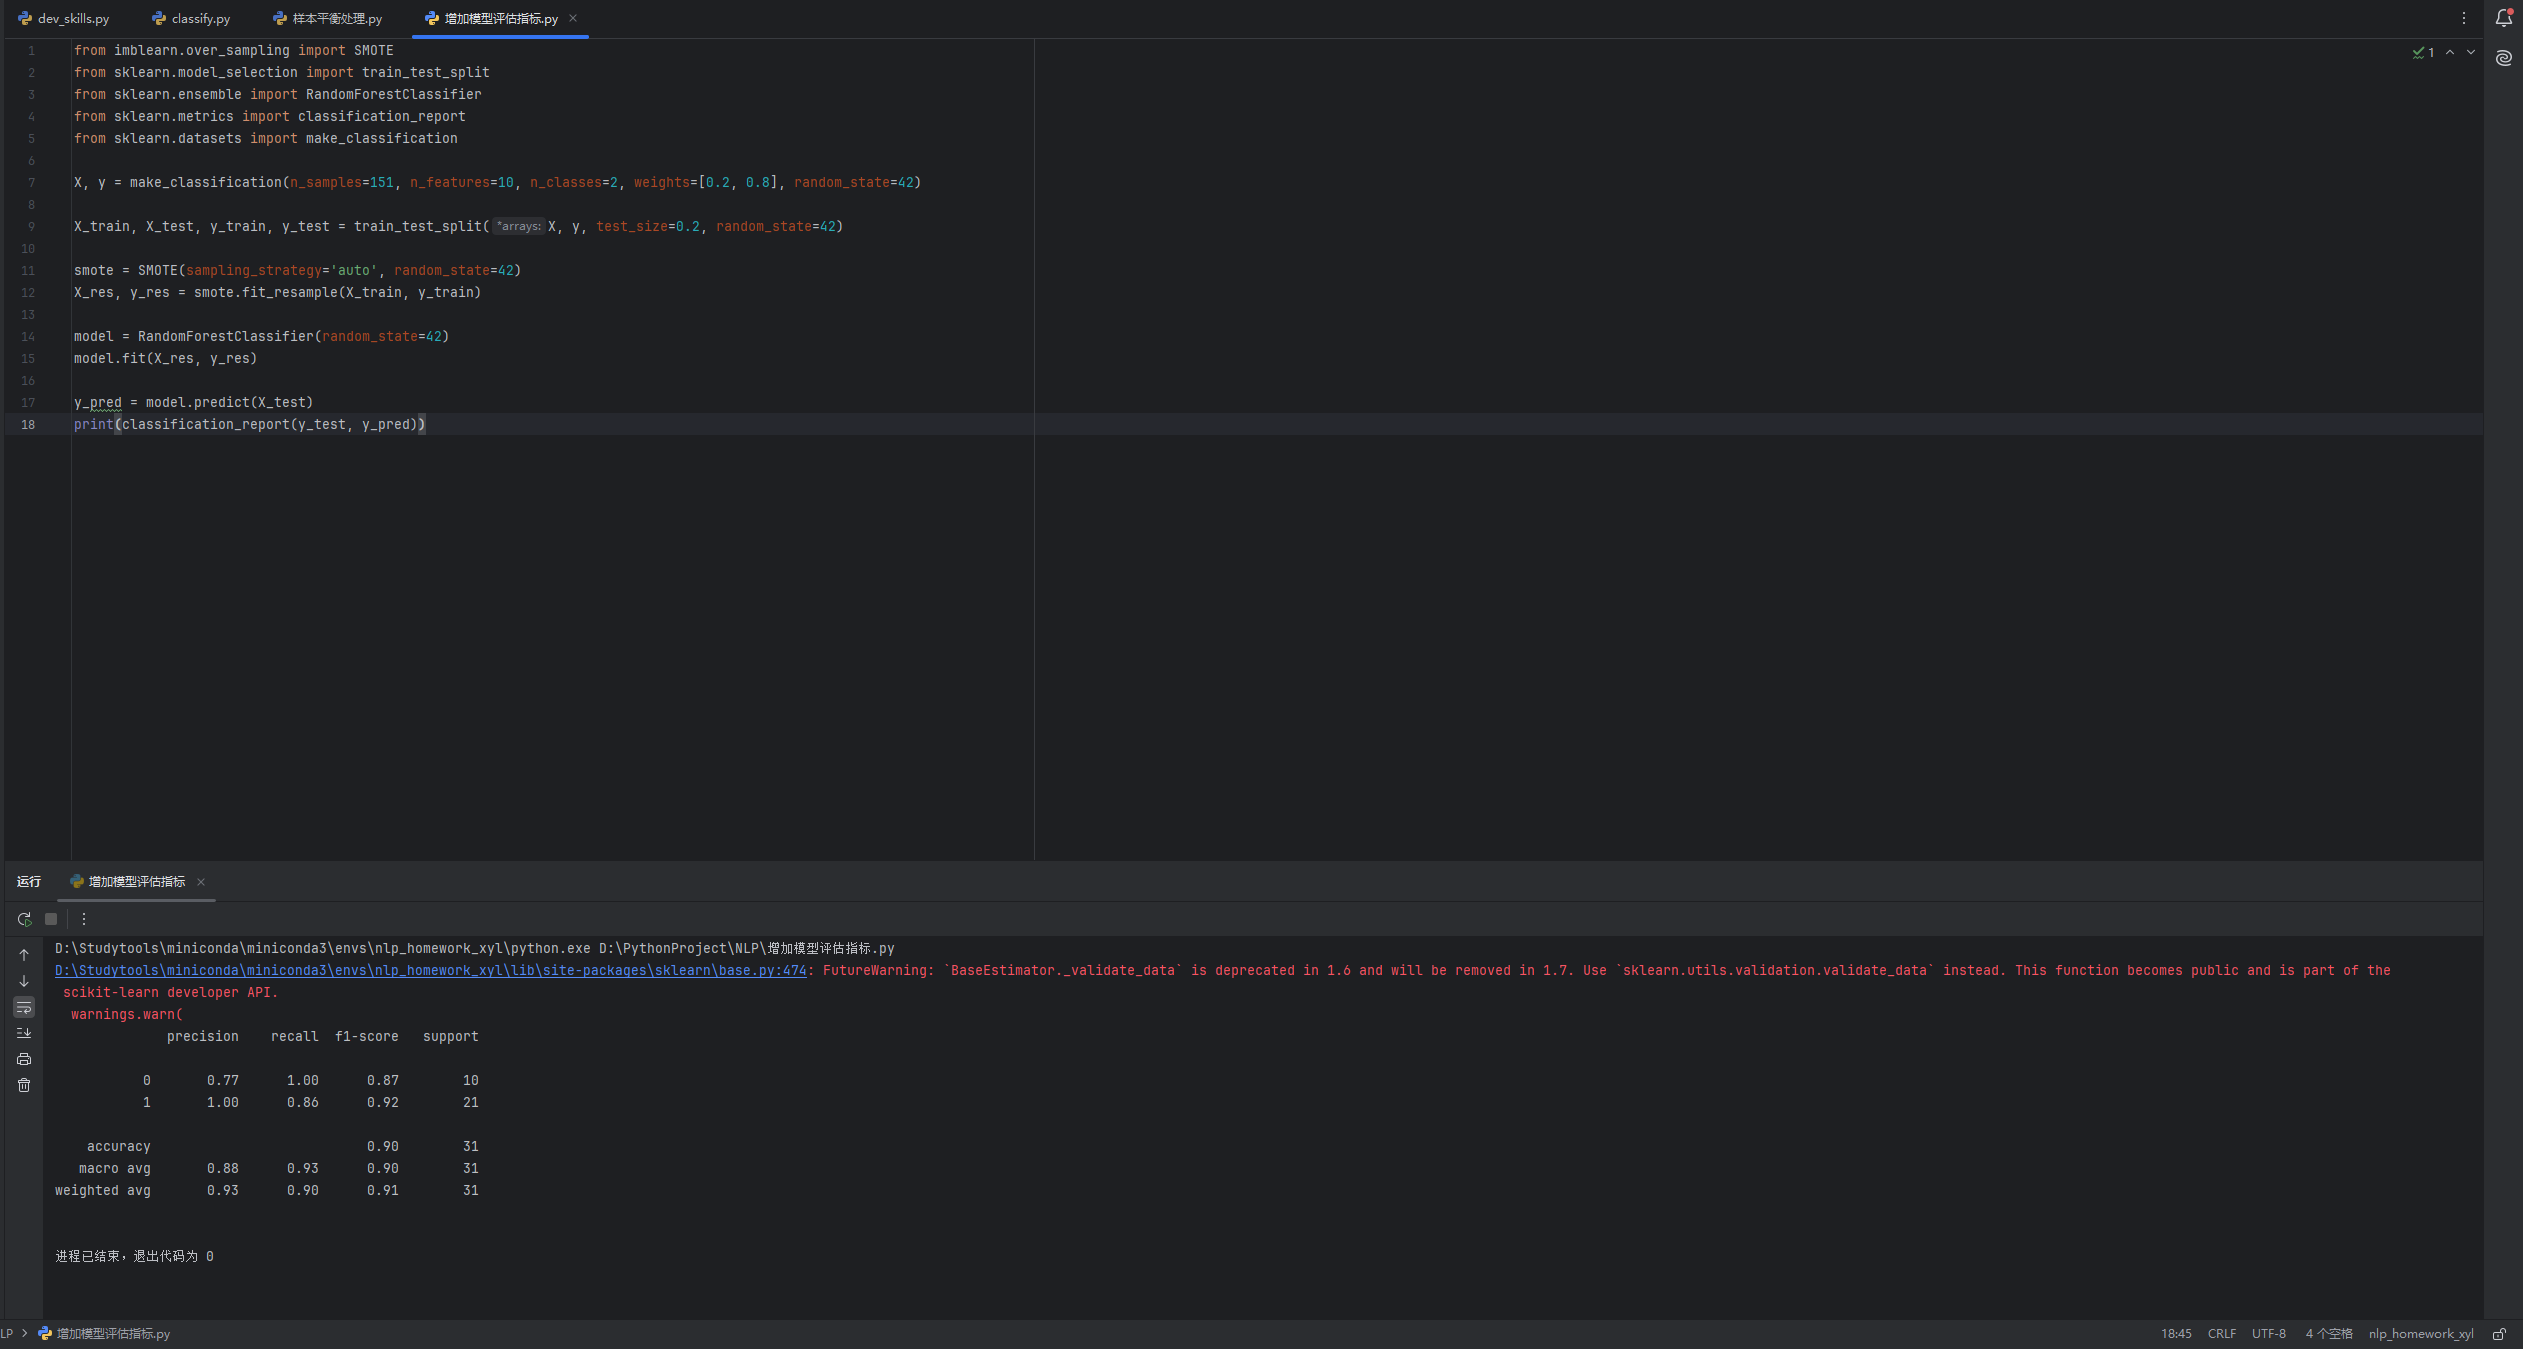 dev_skills.py classify.py 样本平衡处理.py 增加模型评估指标.py
1 from imblearn.over_sampling import SMOTE
2 from sklearn.model_selection import train_test_split
3 from sklearn.ensemble import RandomForestClassifier
4 from sklearn.metrics import classification_report
5 from sklearn.datasets import make_classification
6
7 X, y = make_classification(n_samples=151, n_features=10, n_classes=2, weights=[0.2, 0.8], random_state=42)
8
9 X_train, X_test, y_train, y_test = train_test_split( *arrays: X, y, test_size=0.2, random_state=42)
10
11 smote = SMOTE(sampling_strategy='auto', random_state=42)
12 X_res, y_res = smote.fit_resample(X_train, y_train)
13
14 model = RandomForestClassifier(random_state=42)
15 model.fit(X_res, y_res)
16
17 y_pred = model.predict(X_test)
18 print(classification_report(y_test, y_pred))
1
运行 增加模型评估指标
D:\Studytools\miniconda\miniconda3\envs\nlp_homework_xyl\python.exe D:\PythonProject\NLP\增加模型评估指标.py
D:\Studytools\miniconda\miniconda3\envs\nlp_homework_xyl\lib\site-packages\sklearn\base.py:474: FutureWarning: `BaseEstimator._validate_data` is deprecated in 1.6 and will be removed in 1.7. Use `sklearn.utils.validation.validate_data` instead. This function becomes public and is part of the
scikit-learn developer API.
warnings.warn(
precision recall f1-score support
0 0.77 1.00 0.87 10
1 1.00 0.86 0.92 21
accuracy 0.90 31
macro avg 0.88 0.93 0.90 31
weighted avg 0.93 0.90 0.91 31
进程已结束，退出代码为 0
LP 增加模型评估指标.py 18:45 CRLF UTF-8 4 个空格 nlp_homework_xyl